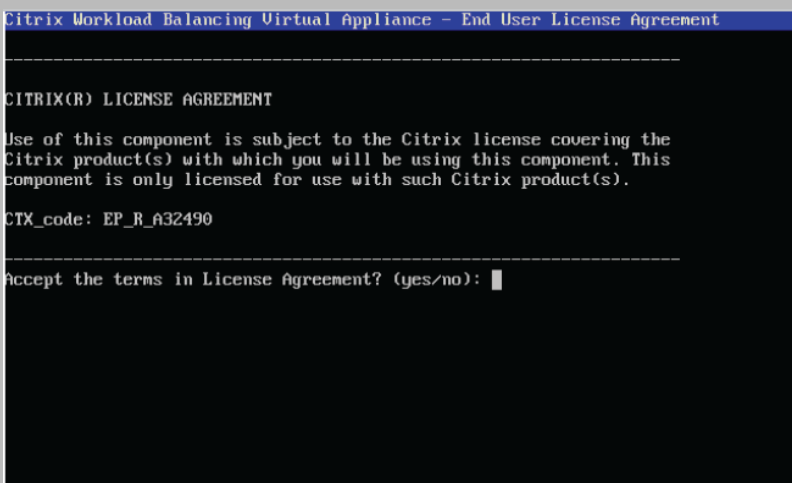 Citrix Workload Balancing Virtual Appliance - End User License Agreement
CITRIX(R) LICENSE AGREEMENT
Use of this component is subject to the Citrix license covering the
Citrix product(s) with which you will be using this component. This
component is only licensed for use with such Citrix product(s).
CTX_code: EP_R_A32490
Accept the terms in License Agreement? (yes/no):